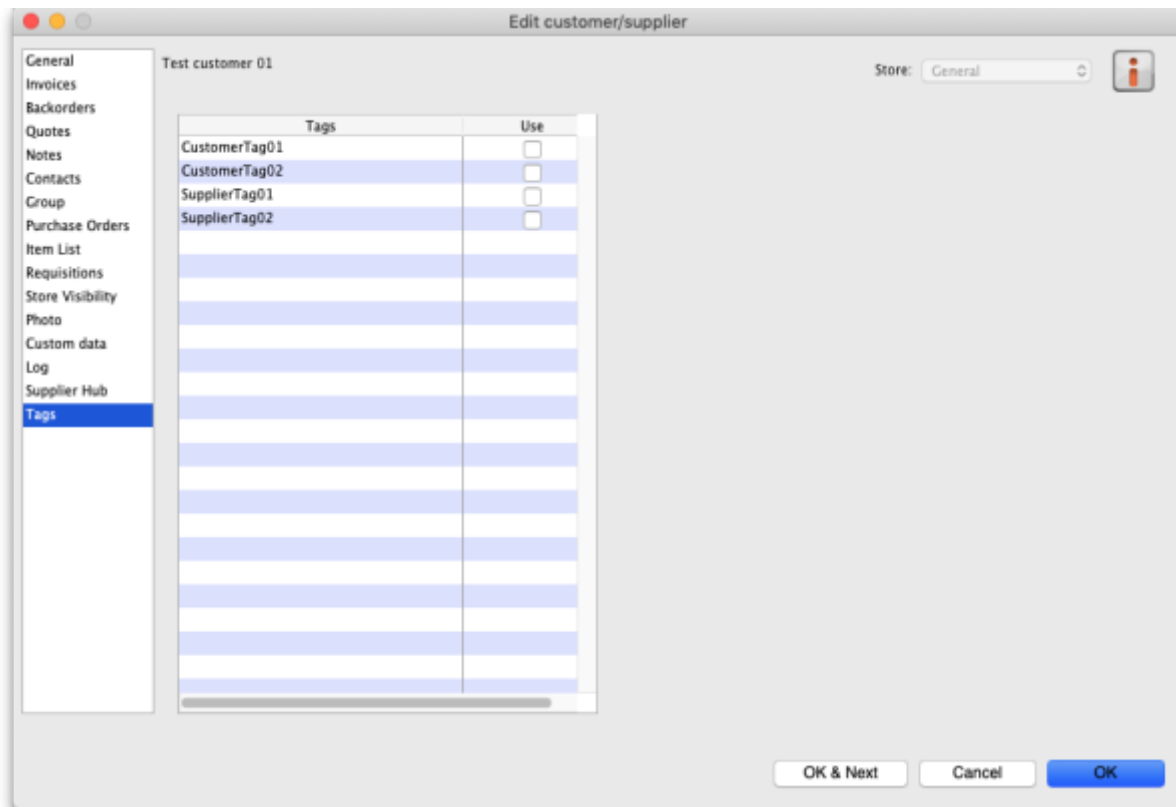 Edit customer/supplier
General
Invoices
Backorders
Quotes
Notes
Contacts
Group
Purchase Orders
Item List
Requisitions
Store Visibility
Photo
Custom data
Log
Supplier Hub
Tags
Test customer 01
Store: General
Tags Use
CustomerTag01
CustomerTag02
SupplierTag01
SupplierTag02
OK & Next Cancel OK